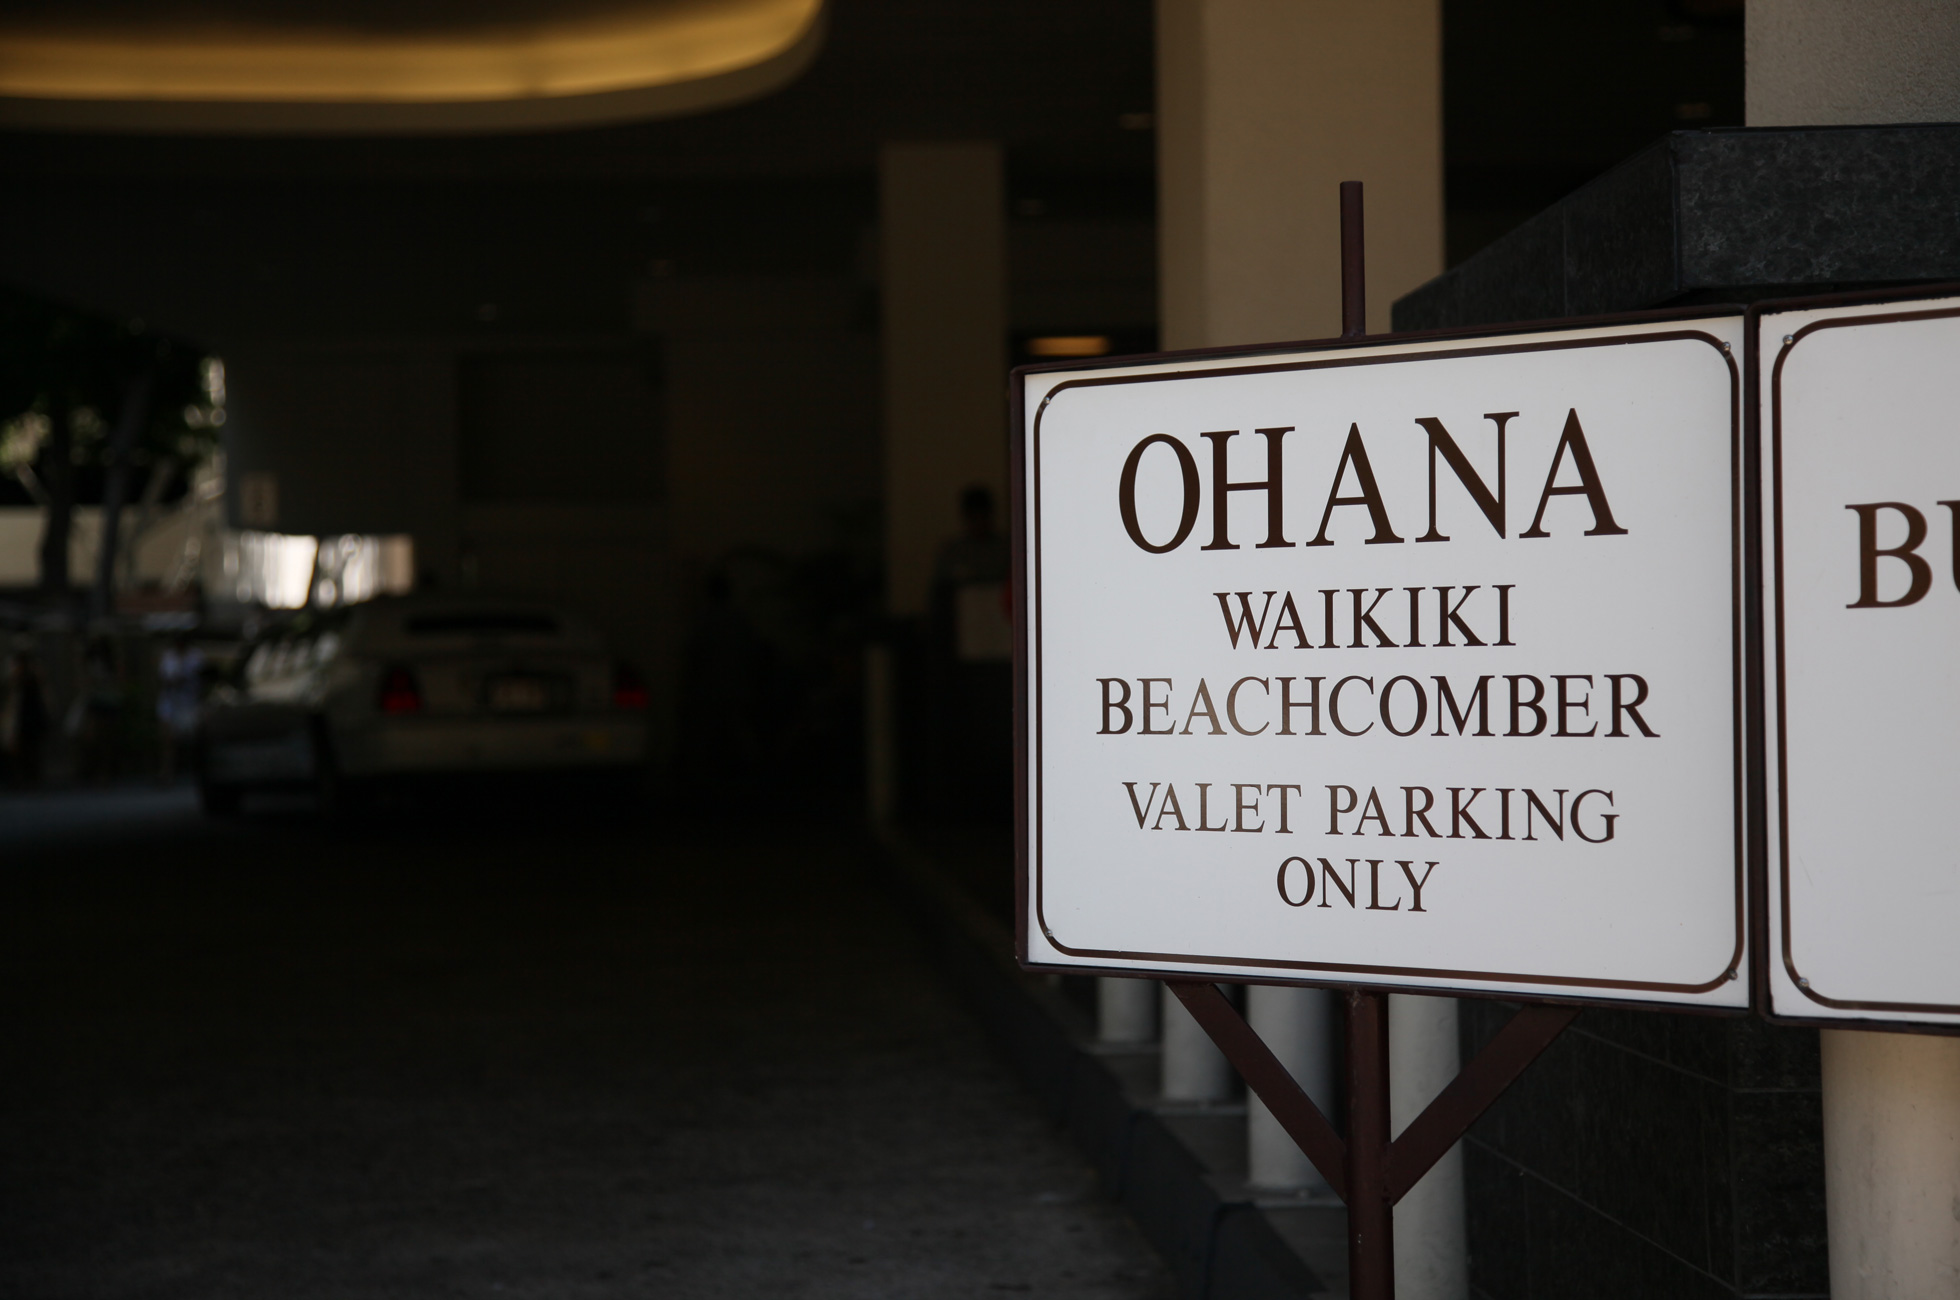 OHANA
WAIKIKI
BEACHCOMBER
VALET PARKING
ONLY